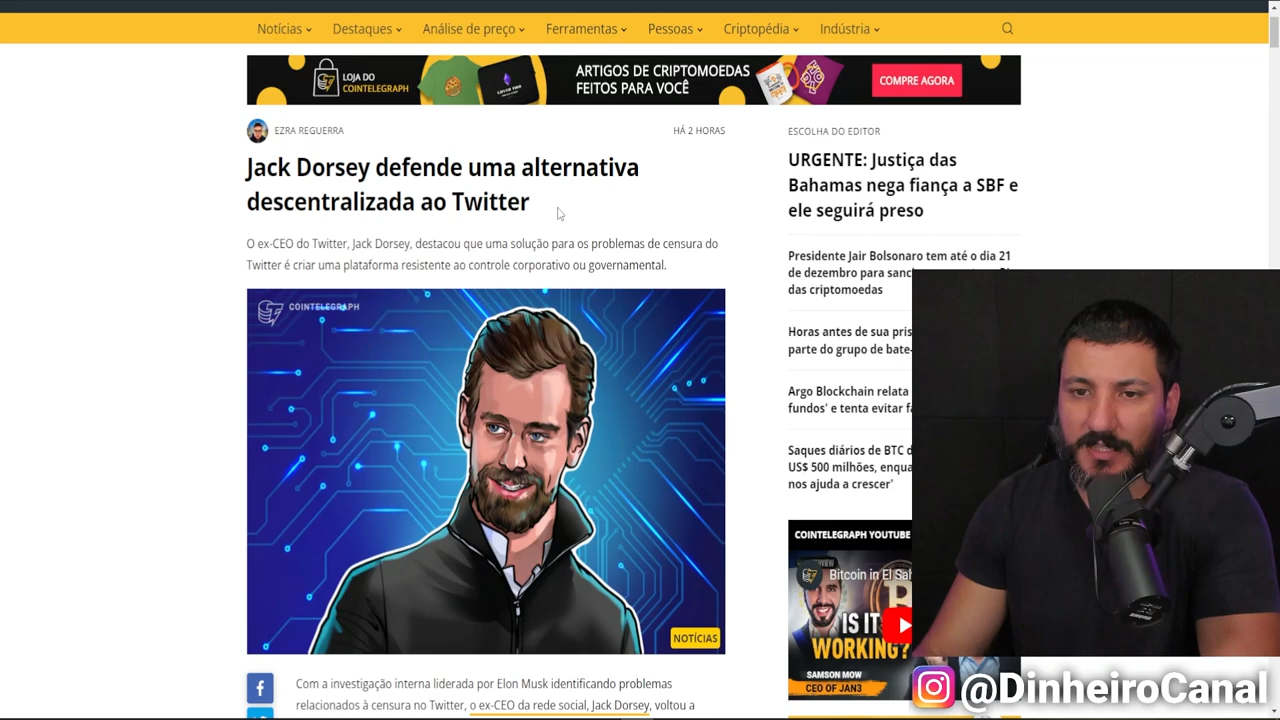 Notícias
Destaques
Análise de preço
Ferramentas
Pessoas
Criptopédia
Indústria
LOJA DO
COINTELEGRAPH
ARTIGOS DE CRIPTOMOEDAS
FEITOS PARA VOCÊ
COMPRE AGORA
EZRA REGUERRA
HÁ 2 HORAS
Jack Dorsey defende uma alternativa
descentralizada ao Twitter
O ex-CEO do Twitter, Jack Dorsey, destacou que uma solução para os problemas de censura do
Twitter é criar uma plataforma resistente ao controle corporativo ou governamental.
COINTELEGRAPH
NOTÍCIAS
Com a investigação interna liderada por Elon Musk identificando problemas
relacionados à censura no Twitter, o ex-CEO da rede social, Jack Dorsey, voltou a
ESCOLHA DO EDITOR
URGENTE: Justiça das
Bahamas nega fiança a SBF e
ele seguirá preso
Presidente Jair Bolsonaro tem até o dia 21
de dezembro para
das criptomoedas
Horas antes de sua
parte do grupo de
Argo Blockchain relata
fundos' e tenta evitar
Saques diários de BTC
US$ 500 milhões,
nos ajuda a crescer'
COINTELEGRAPH YOUTUBE
Bitcoin in El
IS IT
WORKING?
SAMSON MOW
CEO OF JAN3
@DinheiroCanal